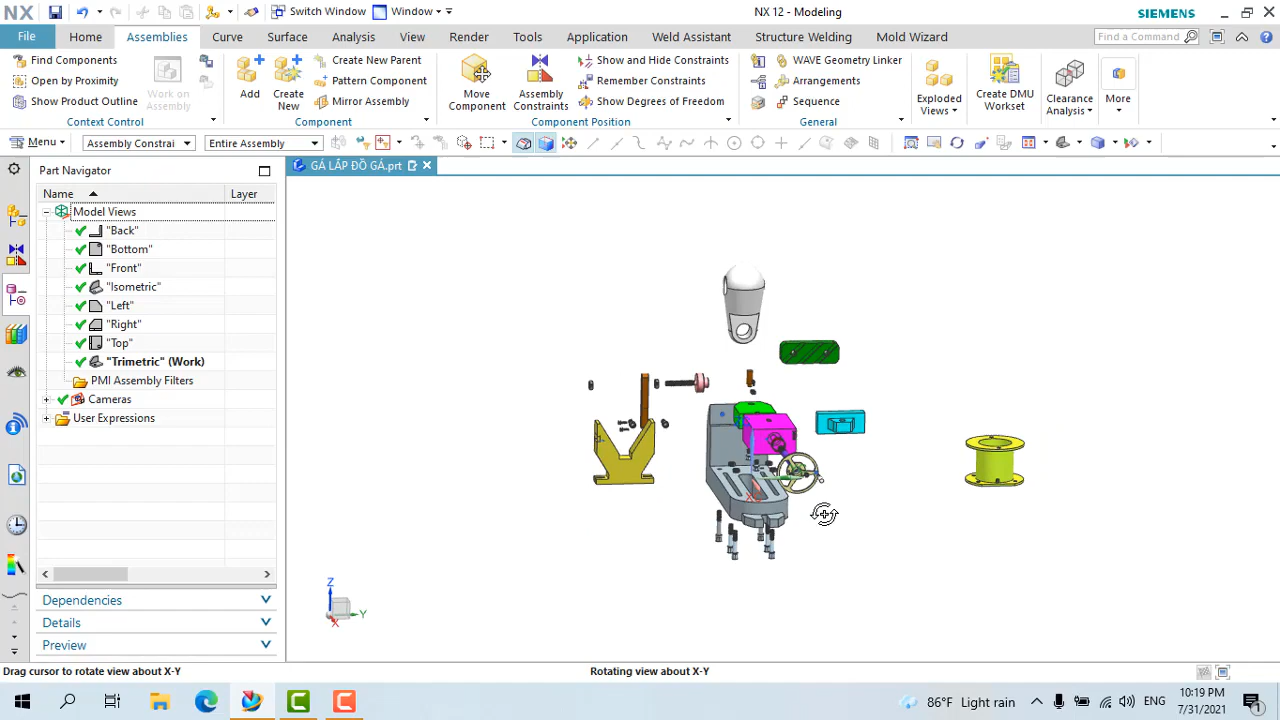 NX Switch Window Window NX 12 - Modeling SIEMENS
File Home Assemblies Curve Surface Analysis View Render Tools Application Weld Assistant Structure Welding Mold Wizard Find a Command
Find Components
Open by Proximity
Show Product Outline
Work on Assembly
Context Control
Add
Create New
Create New Parent
Pattern Component
Mirror Assembly
Component
Move Component
Assembly Constraints
Show and Hide Constraints
Remember Constraints
Show Degrees of Freedom
Component Position
WAVE Geometry Linker
Arrangements
Sequence
General
Exploded Views
Create DMU Workset
Clearance Analysis
More
Menu Assembly Constrai Entire Assembly
Part Navigator
GÁ LẮP ĐỒ GÁ.prt
Name Layer
Model Views
"Back"
"Bottom"
"Front"
"Isometric"
"Left"
"Right"
"Top"
"Trimetric" (Work)
PMI Assembly Filters
Cameras
User Expressions
Z
Y
X
Dependencies
Details
Preview
Drag cursor to rotate view about X-Y Rotating view about X-Y
86°F Light rain ENG
10:19 PM
7/31/2021
1